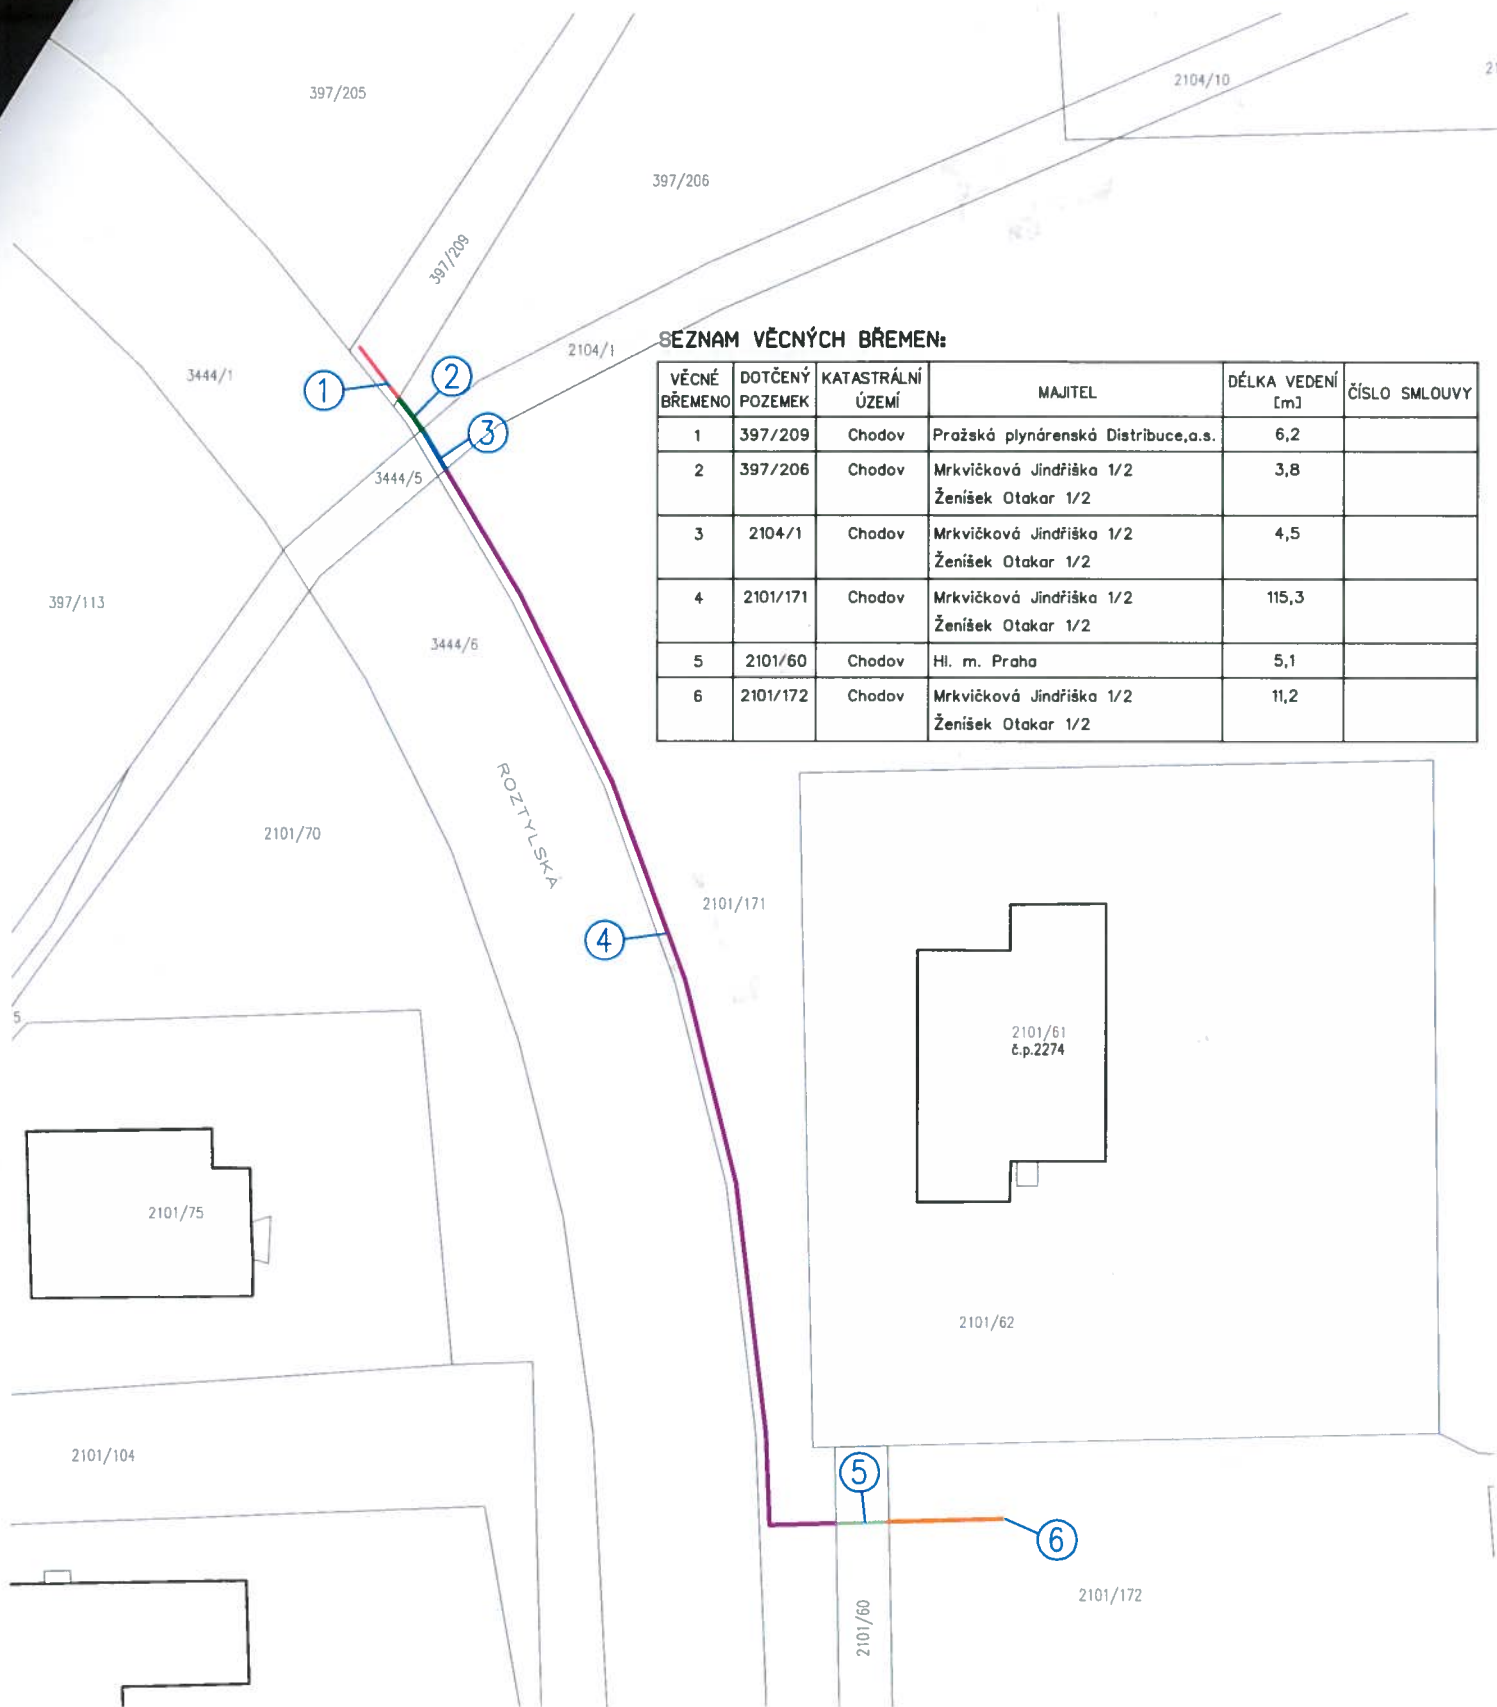 397/205
2104/10
397/206
397/209
SEZNAM VĚCNÝCH BŘEMEN:
2104/1
3444/1
VĚCNÉ BŘEMENO DOTČENÝ POZEMEK KATASTRÁLNÍ ÚZEMÍ MAJITEL DÉLKA VEDENÍ [m] ČÍSLO SMLOUVY
1 397/209 Chodov Pražská plynárenská Distribuce,a.s. 6,2
2 397/206 Chodov Mrkvičková Jindřiška 1/2 3,8
Ženíšek Otakar 1/2
3 2104/1 Chodov Mrkvičková Jindřiška 1/2 4,5
Ženíšek Otakar 1/2
4 2101/171 Chodov Mrkvičková Jindřiška 1/2 115,3
Ženíšek Otakar 1/2
5 2101/60 Chodov Hl. m. Praha 5,1
6 2101/172 Chodov Mrkvičková Jindřiška 1/2 11,2
Ženíšek Otakar 1/2
1
2
3
3444/5
397/113
3444/6
ROZTYLSKÁ
2101/70
2101/171
4
5
2101/61
č.p.2274
2101/75
2101/62
2101/104
5
6
2101/172
2101/60